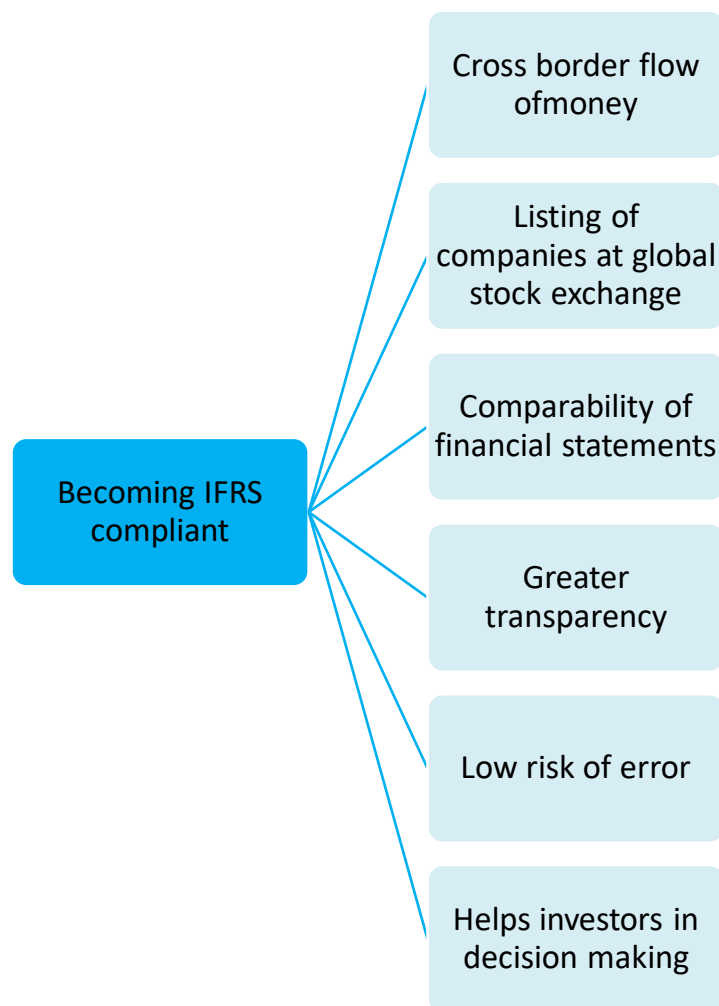 Cross border flow
ofmoney
Listing of
companies at global
stock exchange
Comparability of
financial statements
Becoming IFRS
compliant
Greater
transparency
Low risk of error
Helps investors in
decision making